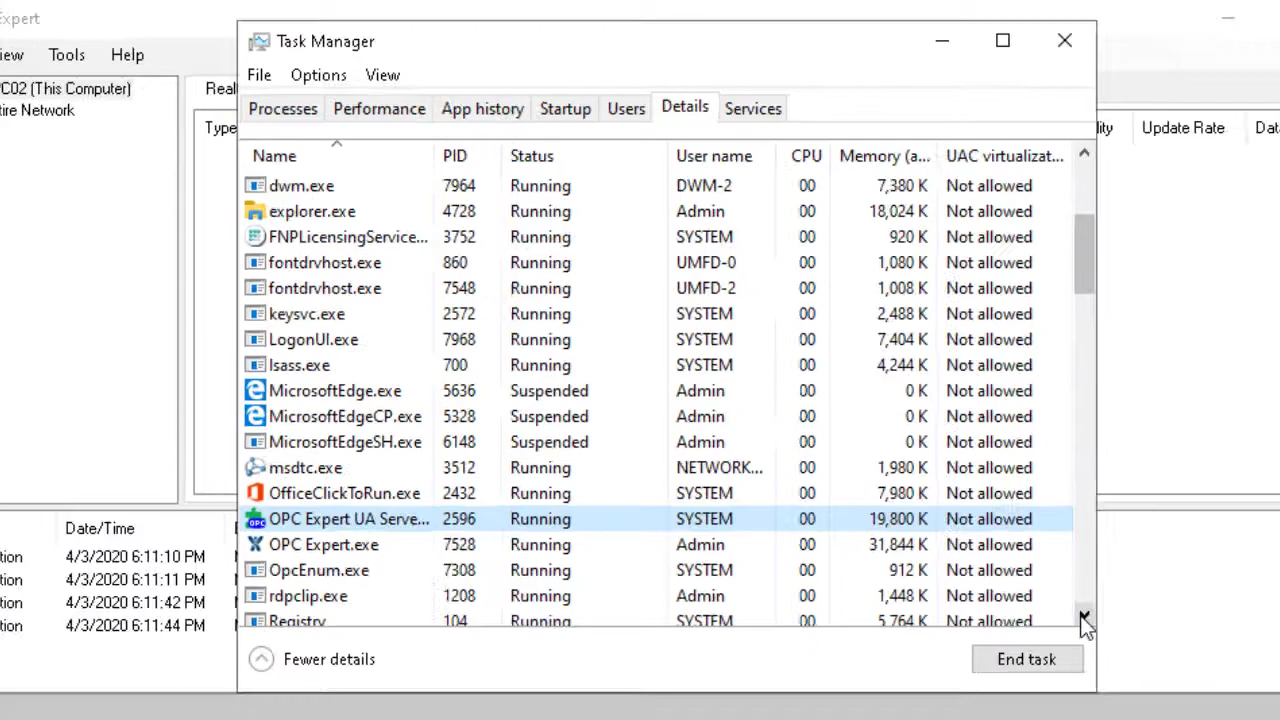 Expert
Task Manager
File Options View
iew Tools Help
Processes Performance App history Startup Users Details Services
C02 (This Computer)
tire Network
Real
Type
lity Update Rate Dat
Name PID Status User name CPU Memory (a... UAC virtualizat...
dwm.exe 7964 Running DWM-2 00 7,380 K Not allowed
explorer.exe 4728 Running Admin 00 18,024 K Not allowed
FNPLicensingService... 3752 Running SYSTEM 00 920 K Not allowed
fontdrvhost.exe 860 Running UMFD-0 00 1,080 K Not allowed
fontdrvhost.exe 7548 Running UMFD-2 00 1,008 K Not allowed
keysvc.exe 2572 Running SYSTEM 00 2,488 K Not allowed
LogonUI.exe 7968 Running SYSTEM 00 7,404 K Not allowed
lsass.exe 700 Running SYSTEM 00 4,244 K Not allowed
MicrosoftEdge.exe 5636 Suspended Admin 00 0 K Not allowed
MicrosoftEdgeCP.exe 5328 Suspended Admin 00 0 K Not allowed
MicrosoftEdgeSH.exe 6148 Suspended Admin 00 0 K Not allowed
msdtc.exe 3512 Running NETWORK... 00 1,980 K Not allowed
OfficeClickToRun.exe 2432 Running SYSTEM 00 7,980 K Not allowed
OPC Expert UA Serve... 2596 Running SYSTEM 00 19,800 K Not allowed
OPC Expert.exe 7528 Running Admin 00 31,844 K Not allowed
OpcEnum.exe 7308 Running SYSTEM 00 912 K Not allowed
rdpclip.exe 1208 Running Admin 00 1,448 K Not allowed
Registry 104 Running SYSTEM 00 5,764 K Not allowed
Fewer details
End task
Date/Time
tion 4/3/2020 6:11:10 PM
tion 4/3/2020 6:11:11 PM
tion 4/3/2020 6:11:42 PM
tion 4/3/2020 6:11:44 PM